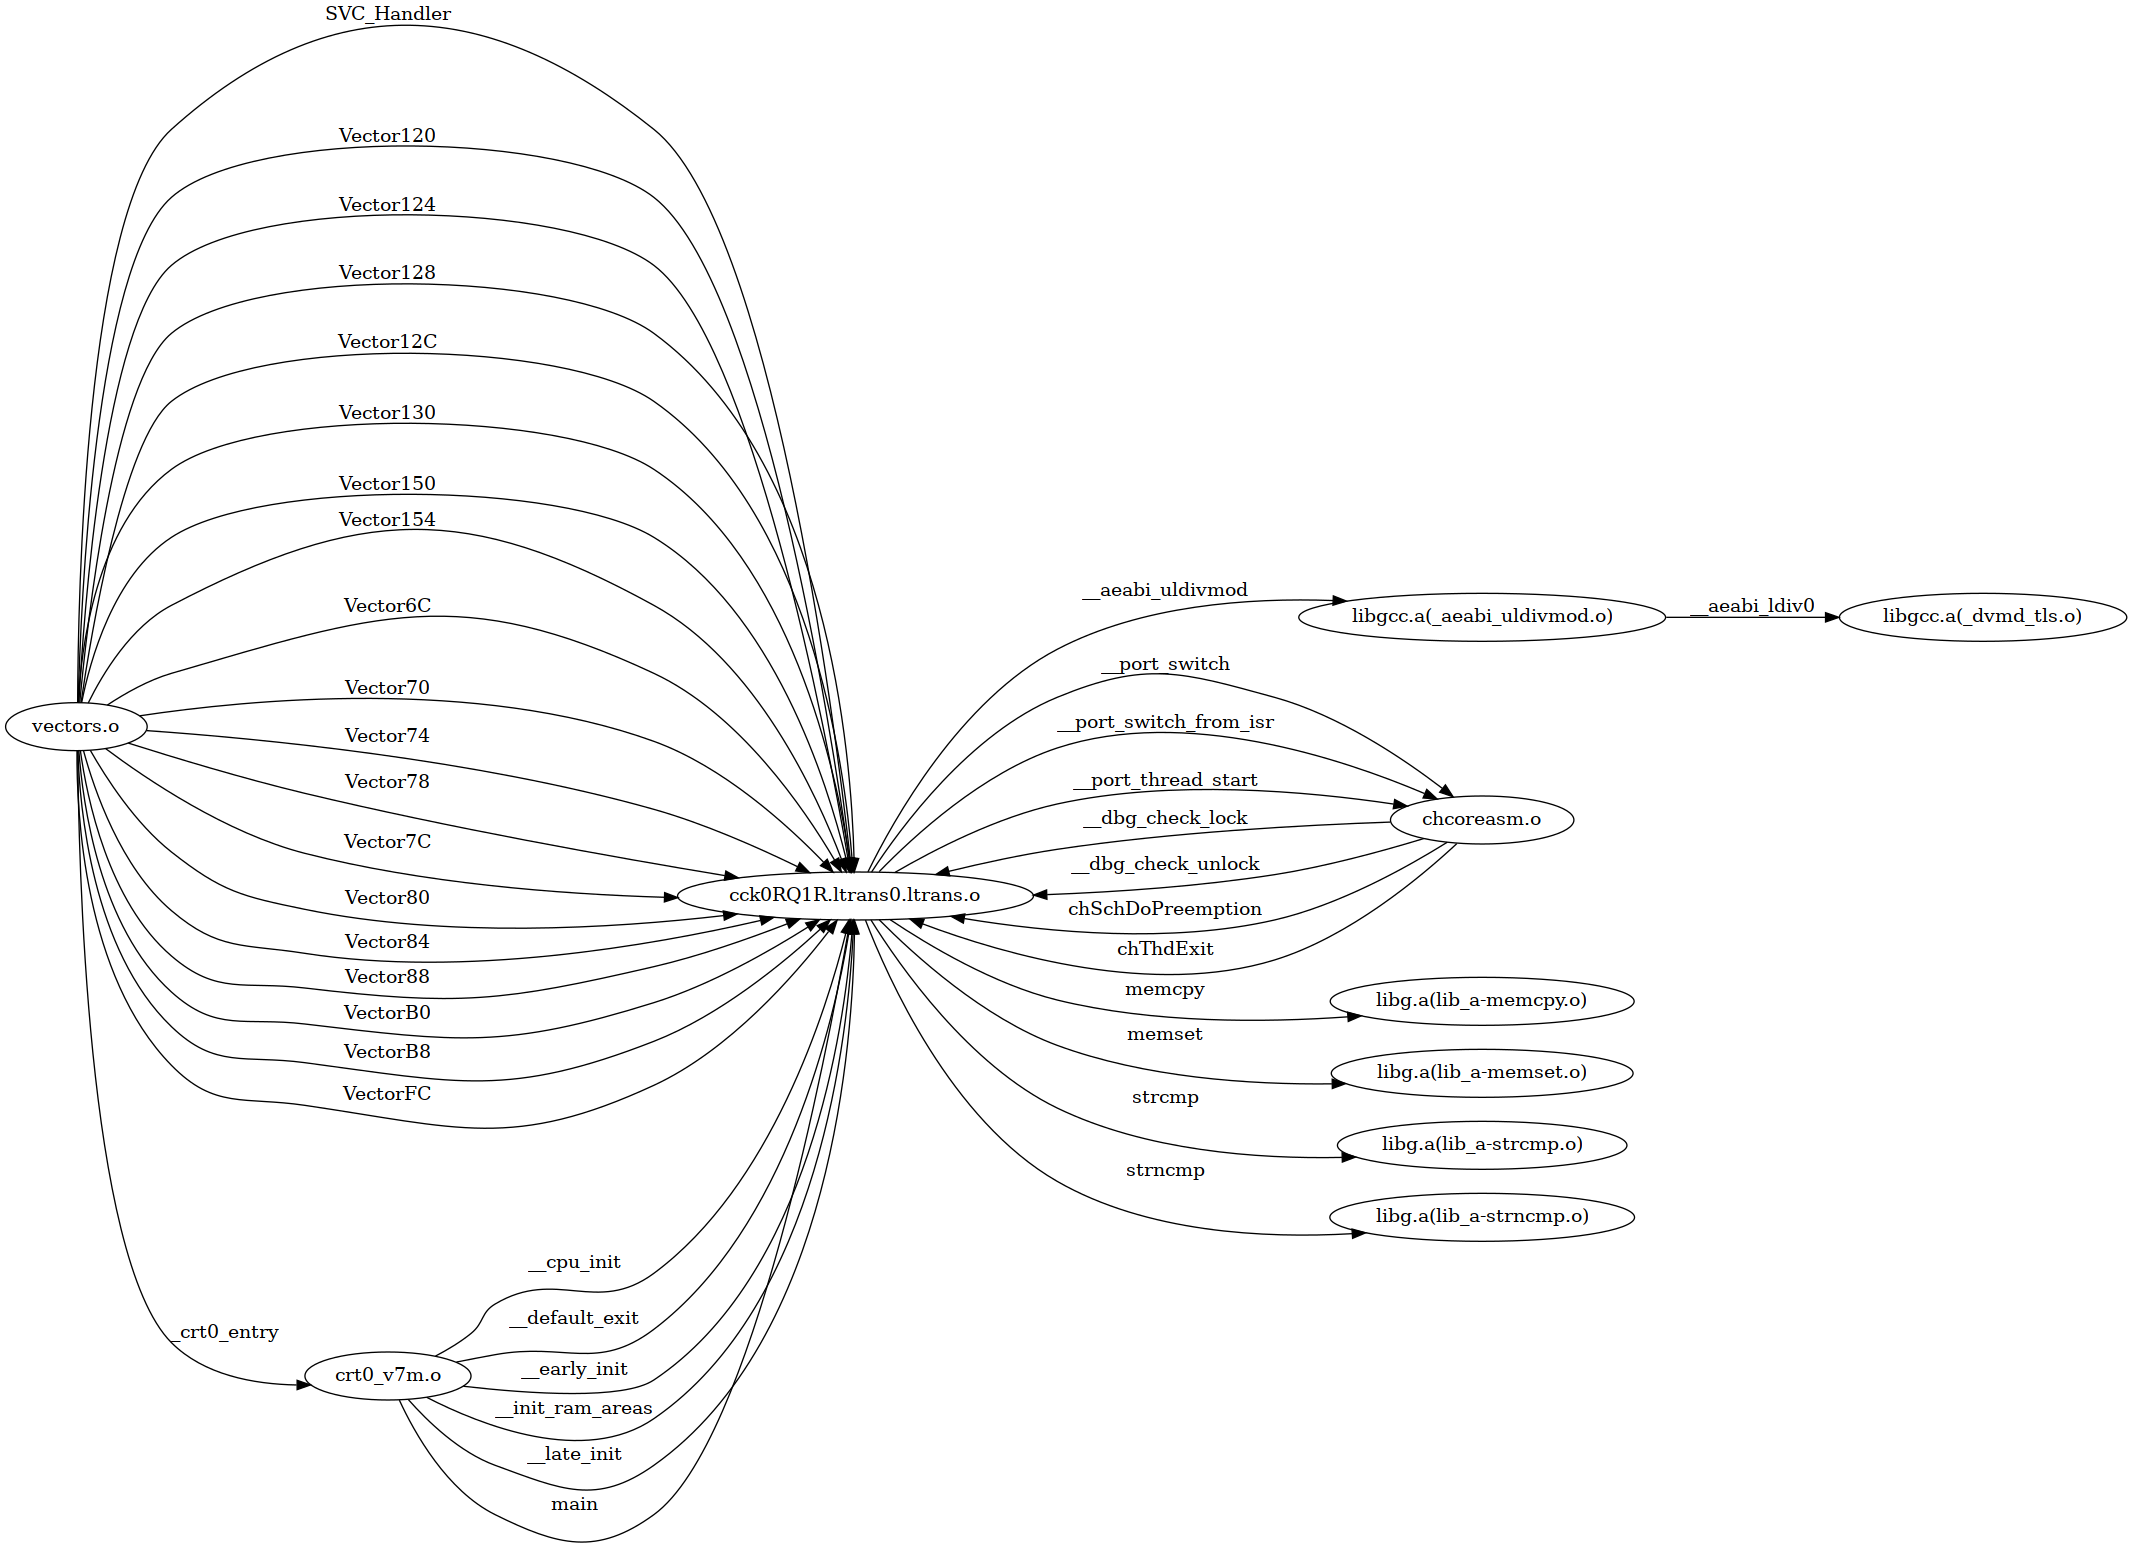 SVC_Handler
Vector120
Vector124
Vector128
Vector12C
Vector130
Vector150
Vector154
Vector6C
Vector70
Vector74
Vector78
Vector7C
Vector80
Vector84
Vector88
VectorB0
VectorB8
VectorFC
vectors.o
_crt0_entry
crt0_v7m.o
__cpu_init
__default_exit
__early_init
__init_ram_areas
__late_init
main
cck0RQ1R.ltrans0.ltrans.o
__aeabi_uldivmod
__port_switch
__port_switch_from_isr
__port_thread_start
__dbg_check_lock
__dbg_check_unlock
chSchDoPreemption
chThdExit
memcpy
memset
strcmp
strncmp
libgcc.a(_aeabi_uldivmod.o)
__aeabi_ldiv0
libgcc.a(_dvmd_tls.o)
chcoreasm.o
libg.a(lib_a-memcpy.o)
libg.a(lib_a-memset.o)
libg.a(lib_a-strcmp.o)
libg.a(lib_a-strncmp.o)